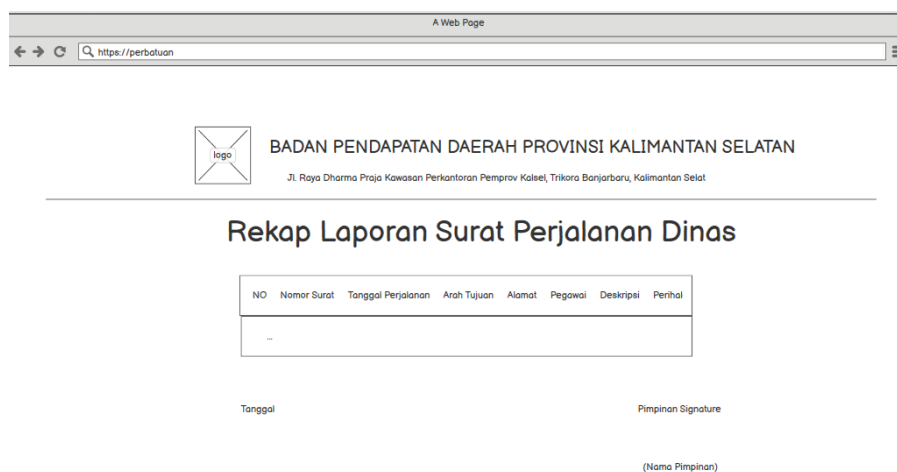 A Web Page
https://perbatuan
logo
BADAN PENDAPATAN DAERAH PROVINSI KALIMANTAN SELATAN
Jl. Raya Dharma Praja Kawasan Perkantoran Pemprov Kalsel, Trikora Banjarbaru, Kalimantan Selat
Rekap Laporan Surat Perjalanan Dinas
NO Nomor Surat Tanggal Perjalanan Arah Tujuan Alamat Pegawai Deskripsi Perihal
...
Tanggal Pimpinan Signature
(Nama Pimpinan)